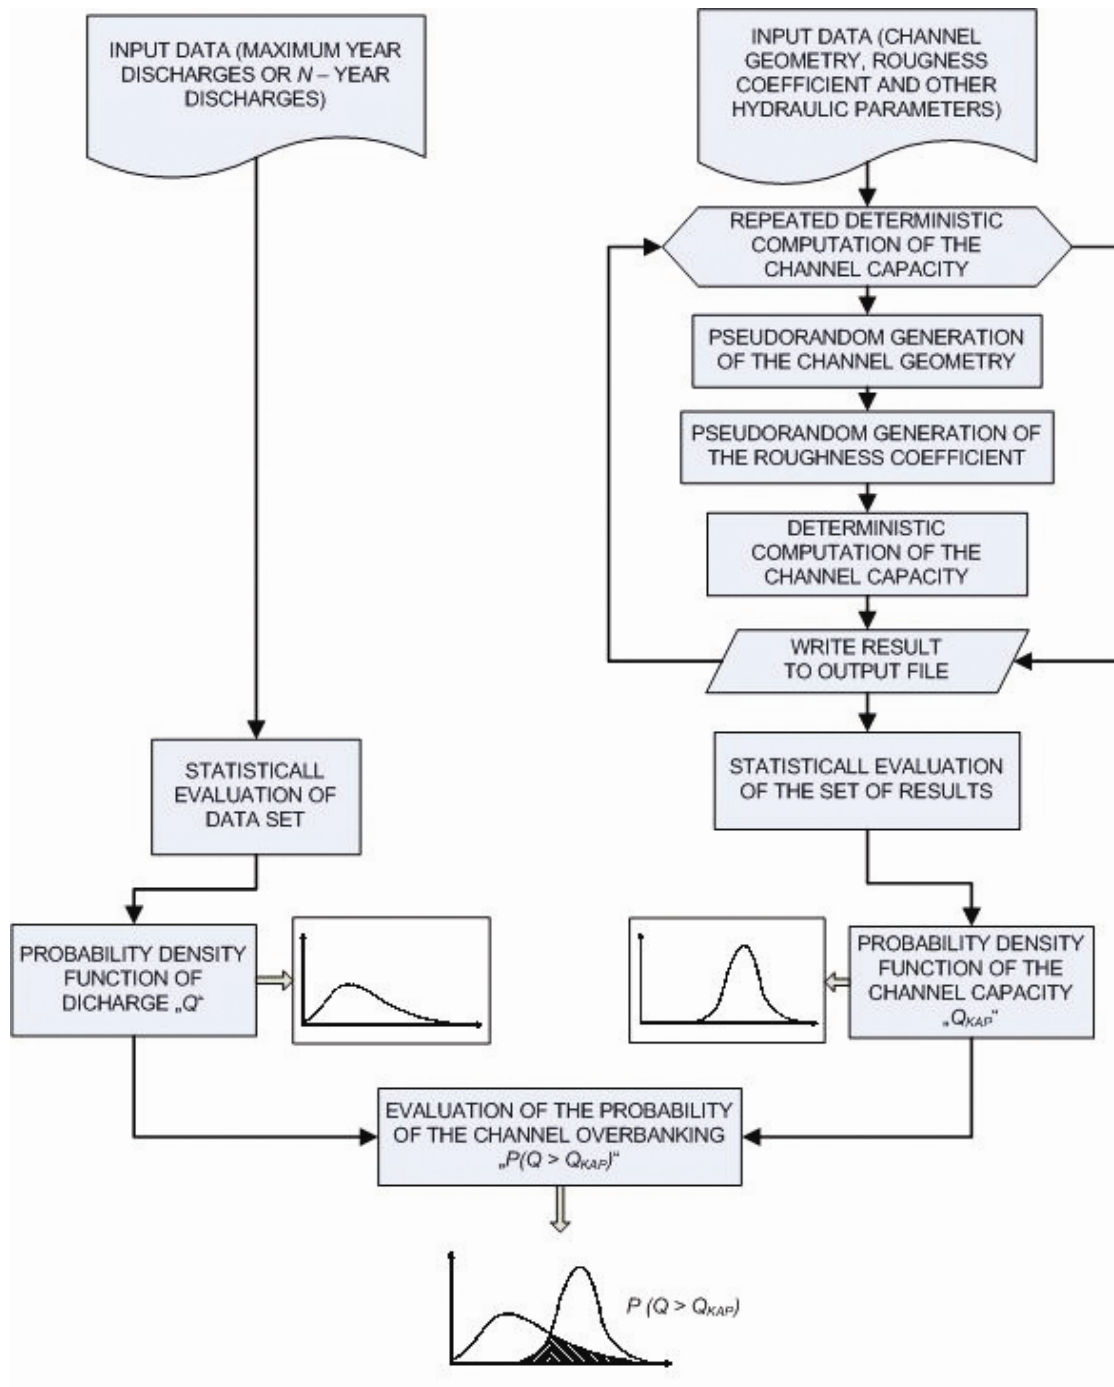 INPUT DATA (MAXIMUM YEAR
DISCHARGES OR N – YEAR
DISCHARGES)
INPUT DATA (CHANNEL
GEOMETRY, ROUGNESS
COEFFICIENT AND OTHER
HYDRAULIC PARAMETERS)
REPEATED DETERMINISTIC
COMPUTATION OF THE
CHANNEL CAPACITY
PSEUDORANDOM GENERATION
OF THE CHANNEL GEOMETRY
PSEUDORANDOM GENERATION OF
THE ROUGHNESS COEFFICIENT
DETERMINISTIC
COMPUTATION OF THE
CHANNEL CAPACITY
WRITE RESULT
TO OUTPUT FILE
STATISTICALL
EVALUATION OF
DATA SET
STATISTICALL EVALUATION
OF THE SET OF RESULTS
PROBABILITY DENSITY
FUNCTION OF
DICHARGE „Q“
PROBABILITY DENSITY
FUNCTION OF THE
CHANNEL CAPACITY
„QKAP“
EVALUATION OF THE PROBABILITY
OF THE CHANNEL OVERBANKING
„P(Q > QKAP)“
P (Q > QKAP)